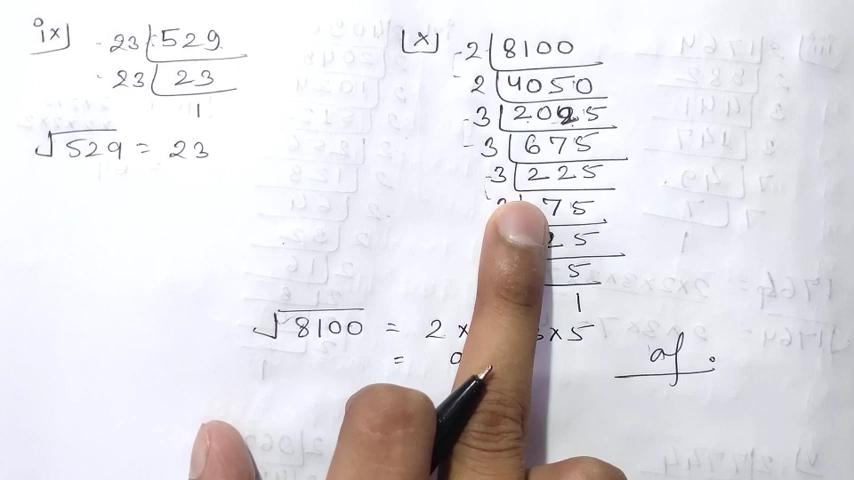 ix] 23 | 529
23 | 23
1
√529 = 23
[x] 2 | 8100
2 | 4050
3 | 2025
3 | 675
3 | 225
75
25
5
1
√8100 = 2 × × 5
=